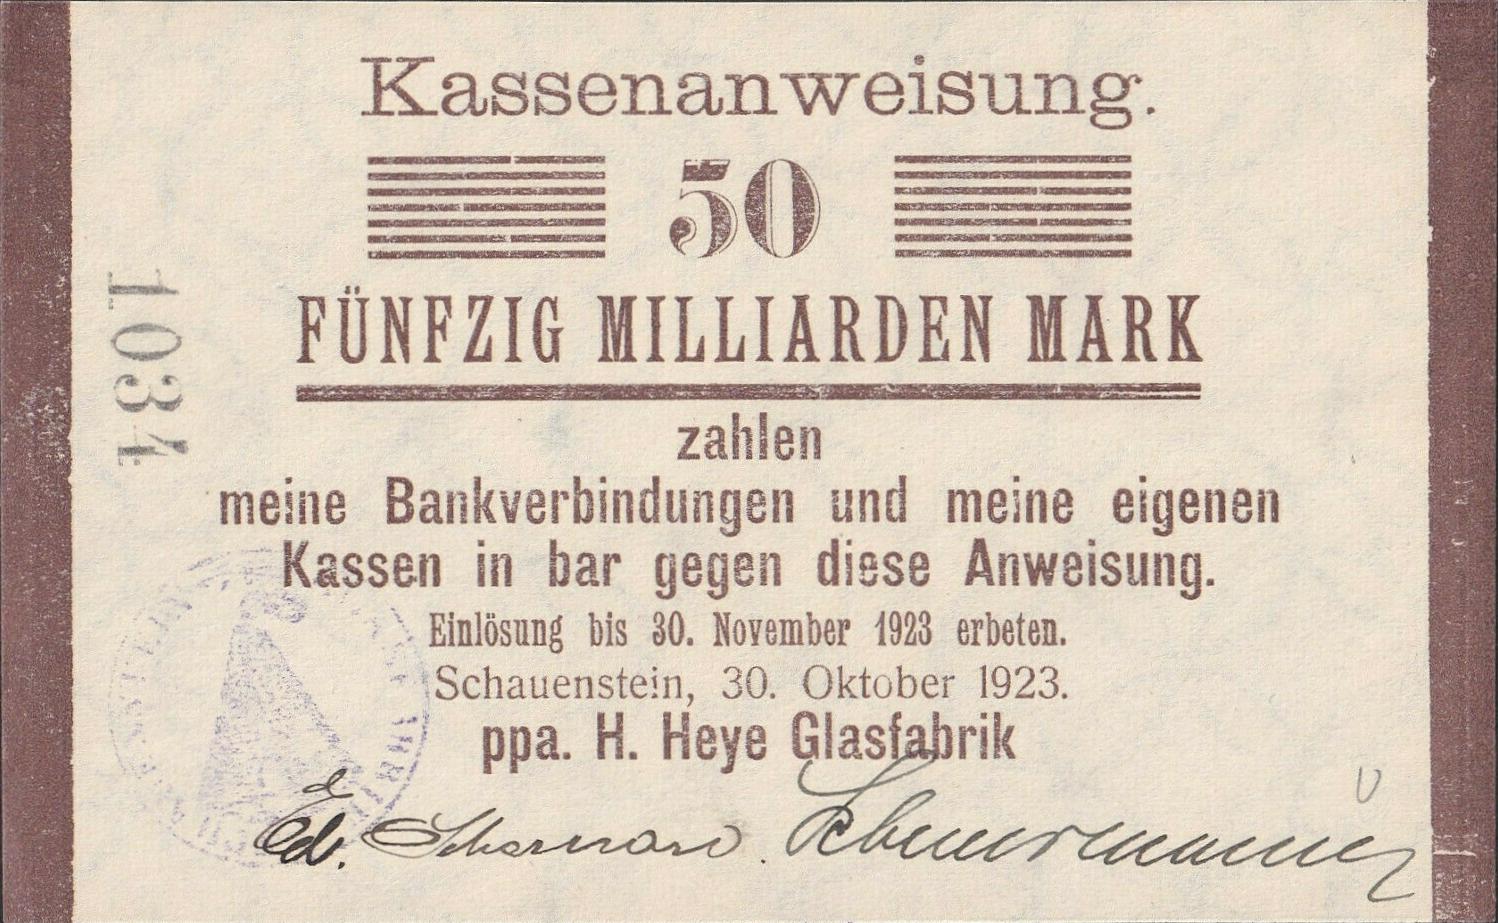 Kassenanweisung.
50
FÜNFZIG MILLIARDEN MARK
zahlen
meine Bankverbindungen und meine eigenen
Kassen in bar gegen diese Anweisung.
Einlösung bis 30. November 1923 erbeten.
Schauenstein, 30. Oktober 1923.
ppa. H. Heye Glasfabrik
Ed.
1034